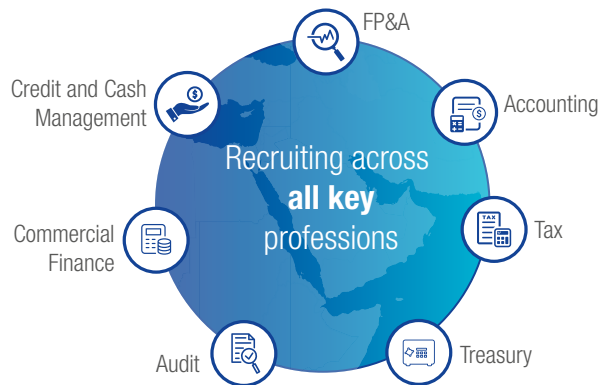 FP&A
Credit and Cash
Management
Accounting
Recruiting across
all key
professions
Commercial
Finance
TAX
Tax
Audit
Treasury